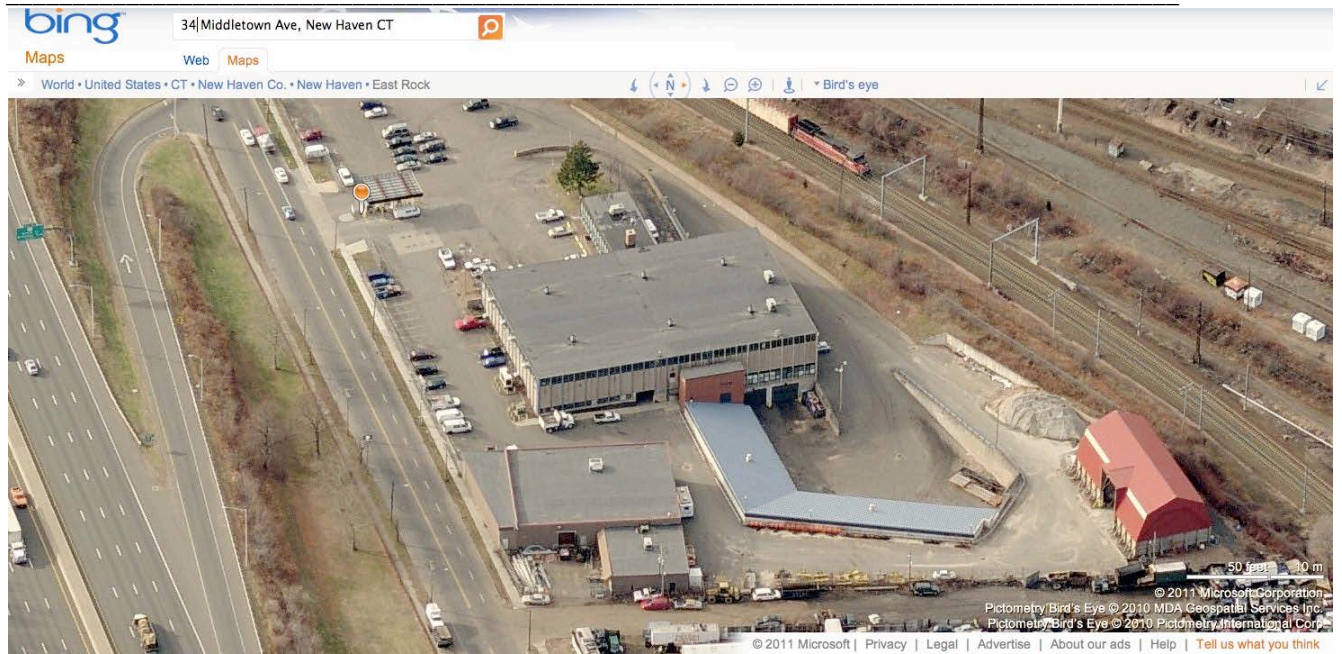 bing
34 Middletown Ave, New Haven CT
Maps
Web Maps
World • United States • CT • New Haven Co. • New Haven • East Rock
N
Bird's eye
50 feet 10 m
© 2011 Microsoft Corporation
Pictometry Bird's Eye © 2010 MDA Geospatial Services Inc.
Pictometry Bird's Eye © 2010 Pictometry International Corp.
© 2011 Microsoft | Privacy | Legal | Advertise | About our ads | Help | Tell us what you think